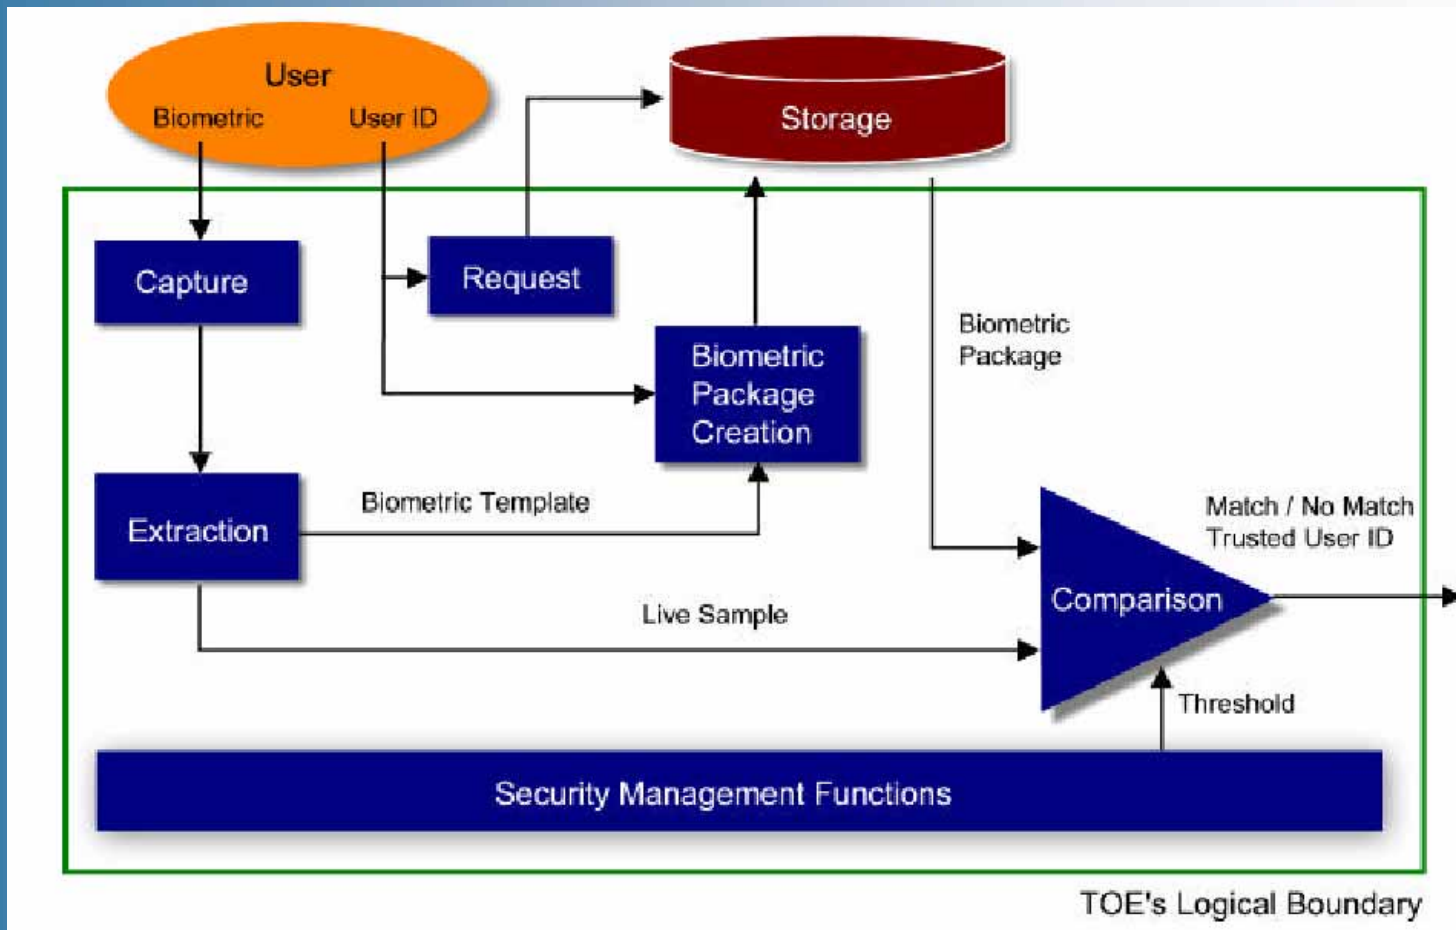 User
Biometric
User ID
Storage
Capture
Request
Biometric
Package
Creation
Biometric
Package
Extraction
Biometric Template
Live Sample
Comparison
Match / No Match
Trusted User ID
Threshold
Security Management Functions
TOE's Logical Boundary